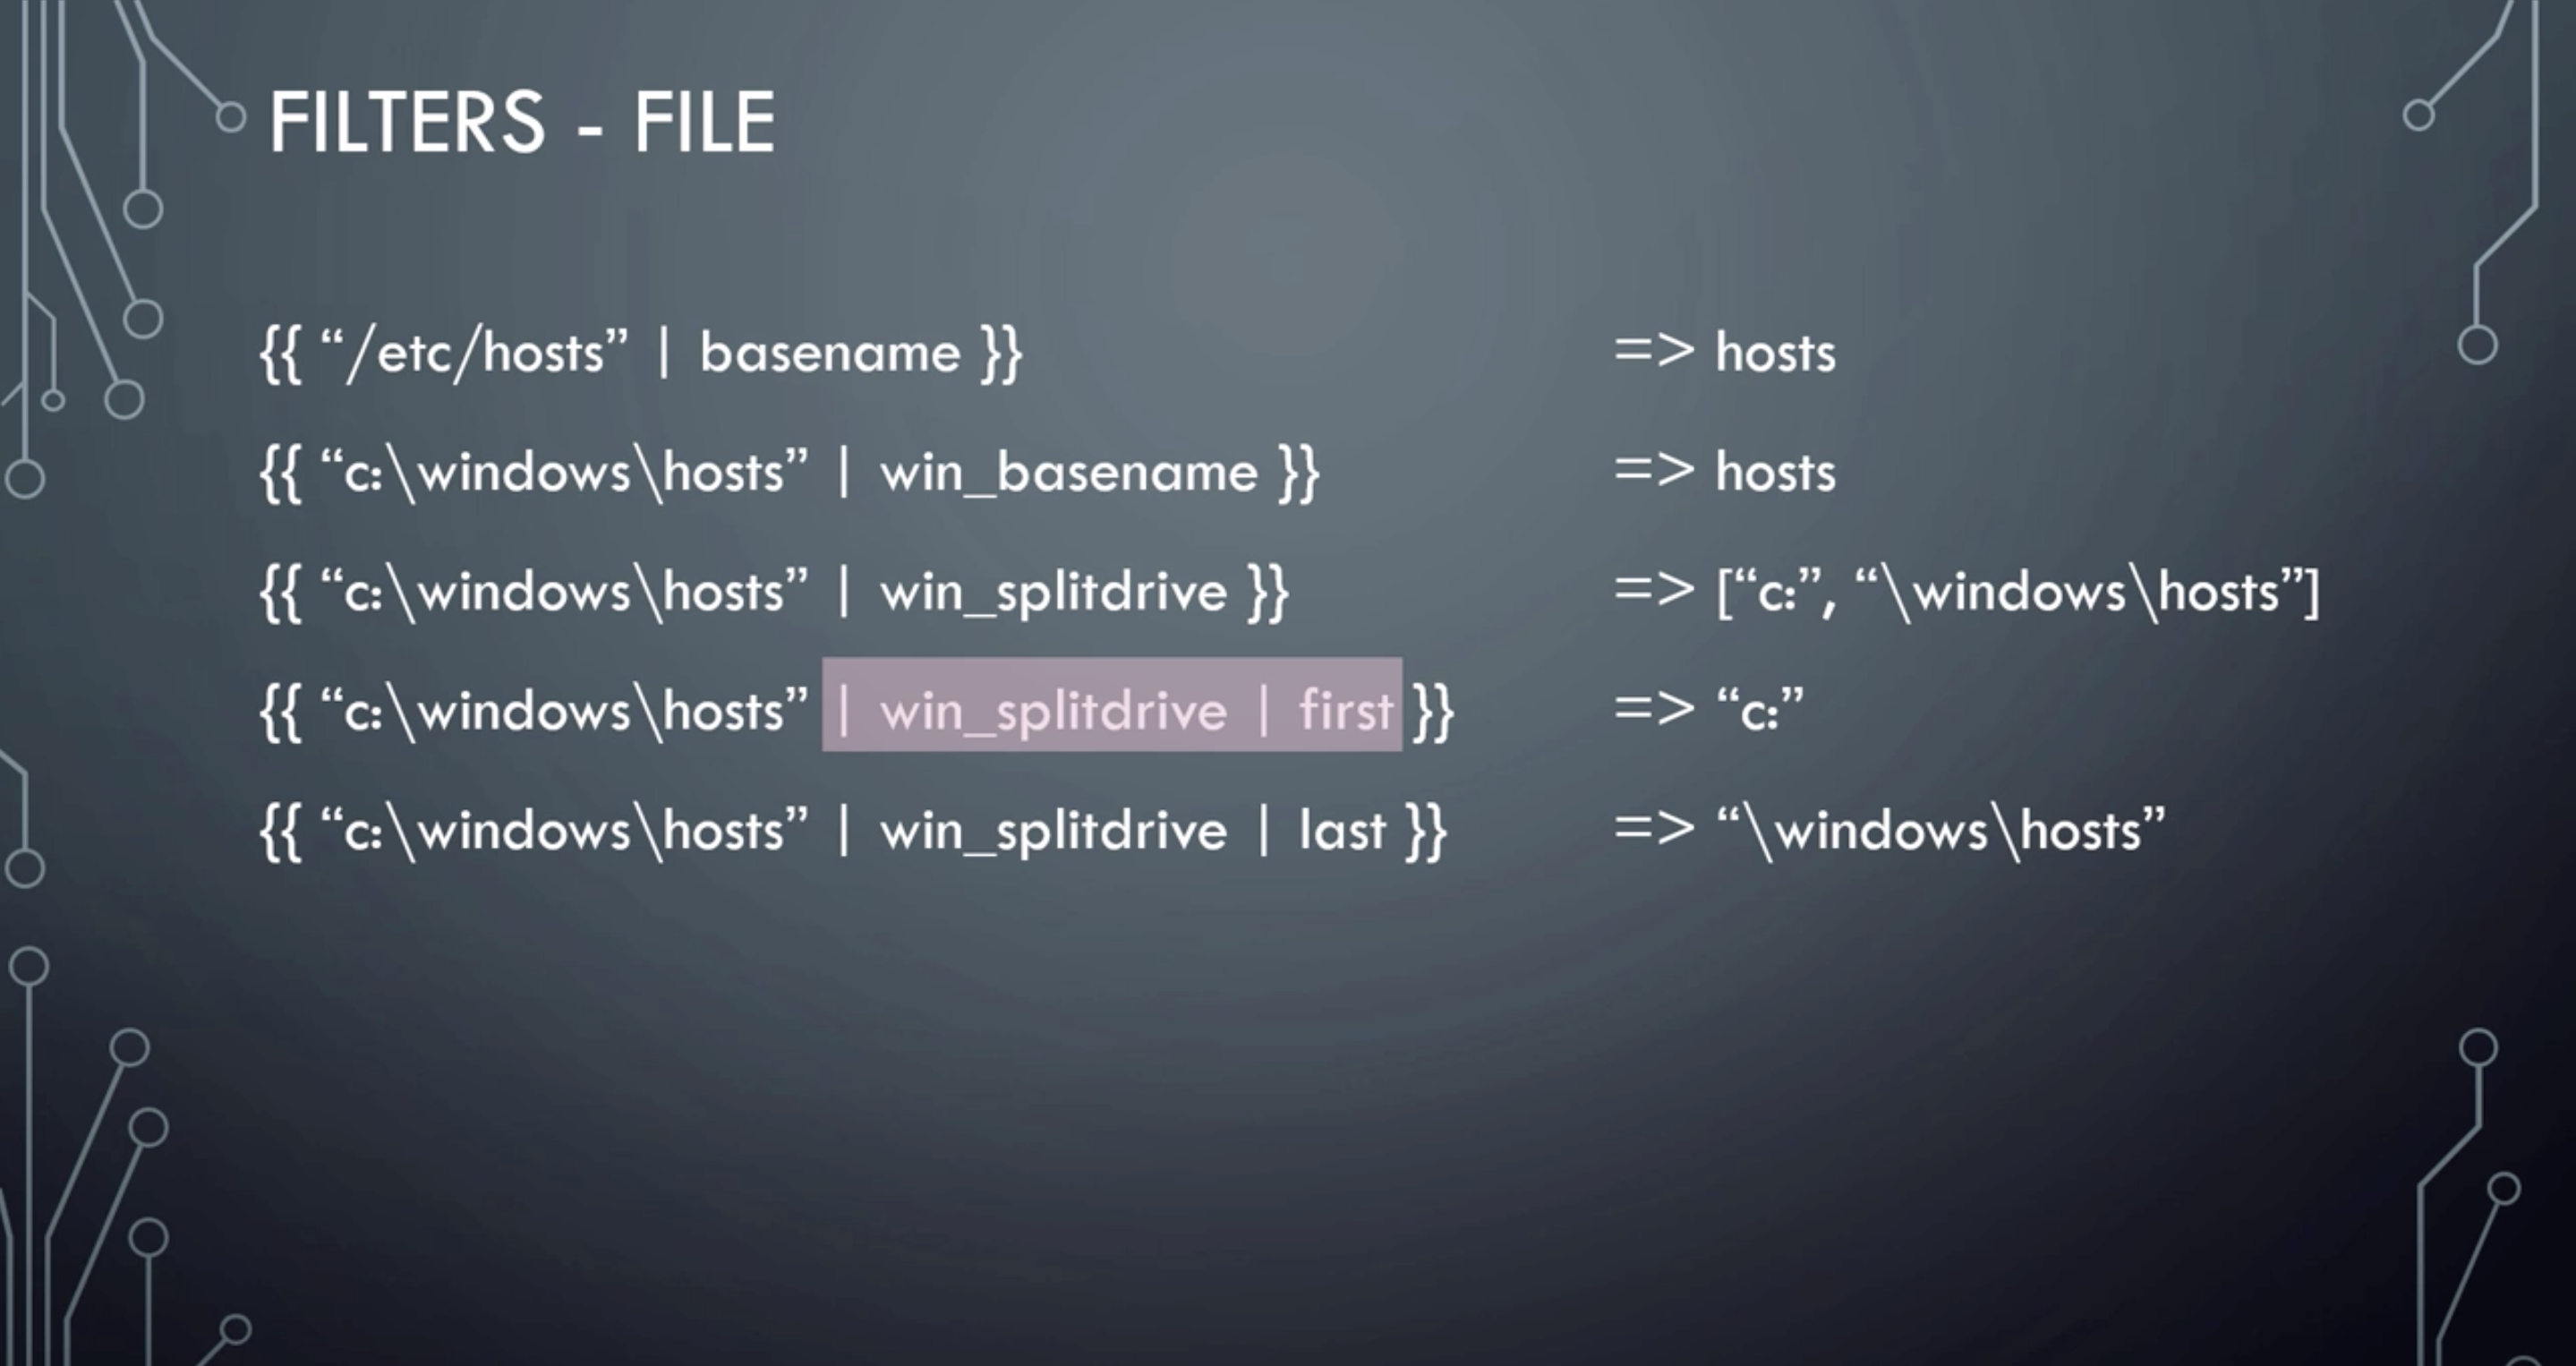 FILTERS - FILE
{{ “/etc/hosts” | basename }} => hosts
{{ “c:\windows\hosts” | win_basename }} => hosts
{{ “c:\windows\hosts” | win_splitdrive }} => [“c:”, “\windows\hosts”]
{{ “c:\windows\hosts” | win_splitdrive | first }} => “c:”
{{ “c:\windows\hosts” | win_splitdrive | last }} => “\windows\hosts”